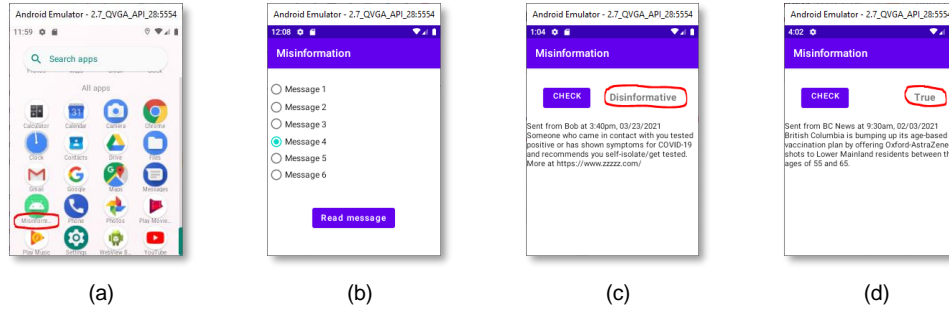 Android Emulator - 2.7_QVGA_API_28:5554
11:59
Search apps
All apps
Calculator Calendar Camera Chrome
Clock Contacts Drive Files
Gmail Google Maps Messages
Misinform... Phone Photos Play Movie...
Play Music Settings WebView B... YouTube
(a)
Android Emulator - 2.7_QVGA_API_28:5554
12:08
Misinformation
Message 1
Message 2
Message 3
Message 4
Message 5
Message 6
Read message
(b)
Android Emulator - 2.7_QVGA_API_28:5554
1:04
Misinformation
CHECK Disinformative
Sent from Bob at 3:40pm, 03/23/2021
Someone who came in contact with you tested
positive or has shown symptoms for COVID-19
and recommends you self-isolate/get tested.
More at https://www.zzzzz.com/
(c)
Android Emulator - 2.7_QVGA_API_28:5554
4:02
Misinformation
CHECK True
Sent from BC News at 9:30am, 02/03/2021
British Columbia is bumping up its age-based
vaccination plan by offering Oxford-AstraZene
shots to Lower Mainland residents between th
ages of 55 and 65.
(d)